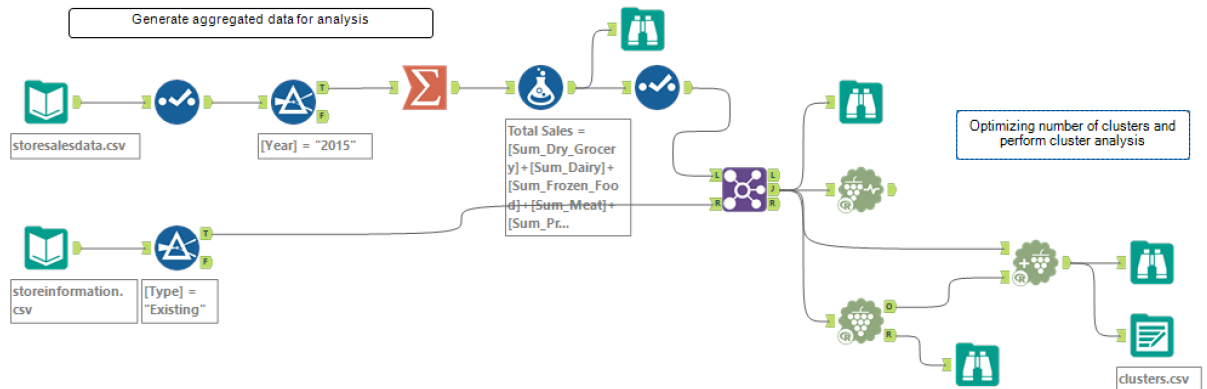 Generate aggregated data for analysis
storesalesdata.csv
[Year] = "2015"
T
F
Total Sales =
[Sum_Dry_Grocer
y]+[Sum_Dairy]+
[Sum_Frozen_Foo
d]+[Sum_Meat]+
[Sum_Pr...
L
R
L
J
R
Optimizing number of clusters and
perform cluster analysis
storeinformation.
csv
[Type] =
"Existing"
T
F
R
R
O
R
R
clusters.csv